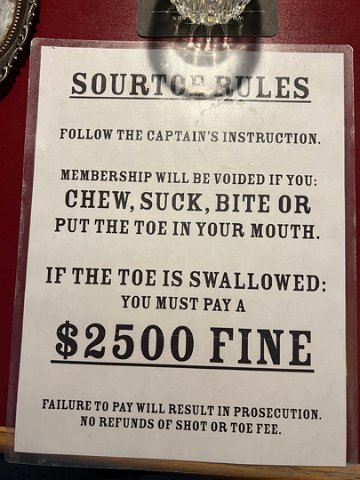 SOURTOE RULES
FOLLOW THE CAPTAIN'S INSTRUCTION.
MEMBERSHIP WILL BE VOIDED IF YOU:
CHEW, SUCK, BITE OR
PUT THE TOE IN YOUR MOUTH.
IF THE TOE IS SWALLOWED:
YOU MUST PAY A
$2500 FINE
FAILURE TO PAY WILL RESULT IN PROSECUTION.
NO REFUNDS OF SHOT OR TOE FEE.